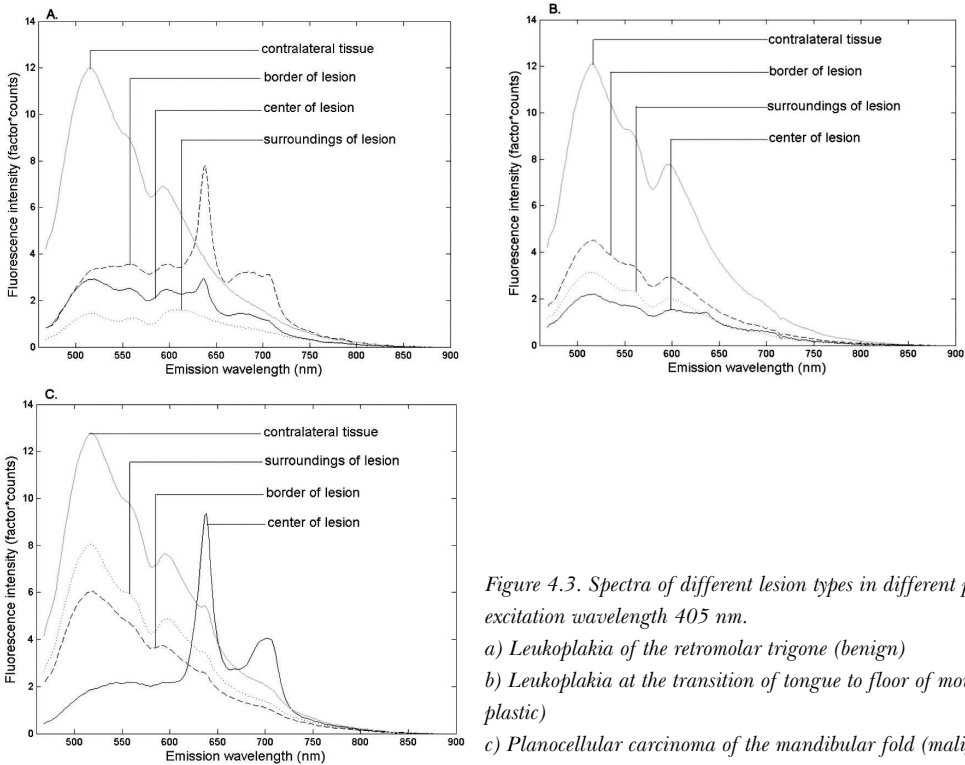 A.
14
12
10
8
6
4
2
0
Fluorescence intensity (factor*counts)
contralateral tissue
border of lesion
center of lesion
surroundings of lesion
500 550 600 650 700 750 800 850 900
Emission wavelength (nm)
B.
14
12
10
8
6
4
2
0
Fluorescence intensity (factor*counts)
contralateral tissue
border of lesion
surroundings of lesion
center of lesion
500 550 600 650 700 750 800 850 900
Emission wavelength (nm)
C.
14
12
10
8
6
4
2
0
Fluorescence intensity (factor*counts)
contralateral tissue
surroundings of lesion
border of lesion
center of lesion
500 550 600 650 700 750 800 850 900
Emission wavelength (nm)
Figure 4.3. Spectra of different lesion types in different
excitation wavelength 405 nm.
a) Leukoplakia of the retromolar trigone (benign)
b) Leukoplakia at the transition of tongue to floor of
plastic)
c) Planocellular carcinoma of the mandibular fold